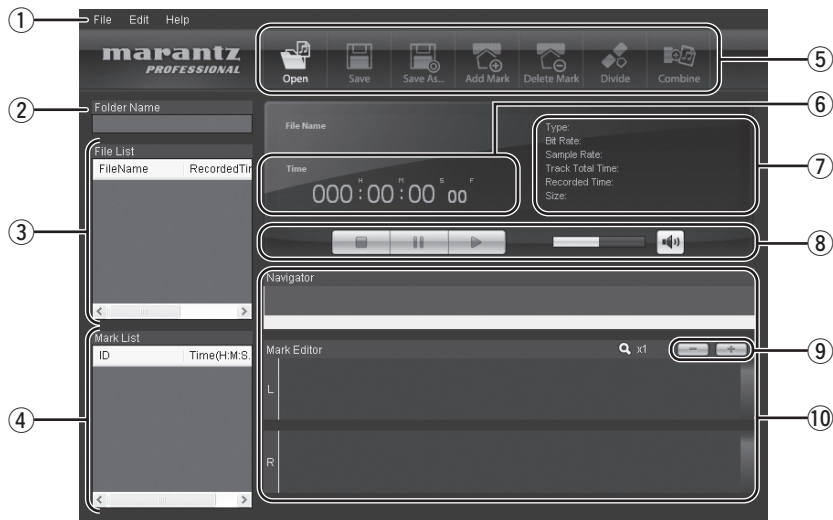 ① File Edit Help
marantz
PROFESSIONAL
Open Save Save As... Add Mark Delete Mark Divide Combine ⑤
② Folder Name
⑥
File Name
Type:
Bit Rate:
Sample Rate:
Track Total Time:
Recorded Time:
Size:
⑦
③ File List
FileName RecordedTir
Time
H M S F
000:00:00 00
⑧
Navigator
④ Mark List
ID Time(H:M:S.
Mark Editor x1 - + ⑨
L
R
⑩